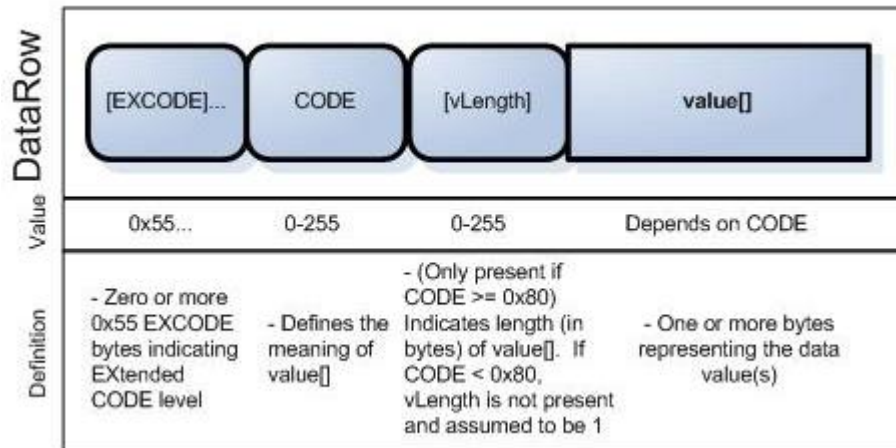 DataRow
[EXCODE]...
CODE
[vLength]
value[]
Value
0x55...
0-255
0-255
Depends on CODE
Definition
- Zero or more
0x55 EXCODE
bytes indicating
EXtended
CODE level
- Defines the
meaning of
value[]
- (Only present if
CODE >= 0x80)
Indicates length (in
bytes) of value[].  If
CODE < 0x80,
vLength is not present
and assumed to be 1
- One or more bytes
representing the data
value(s)